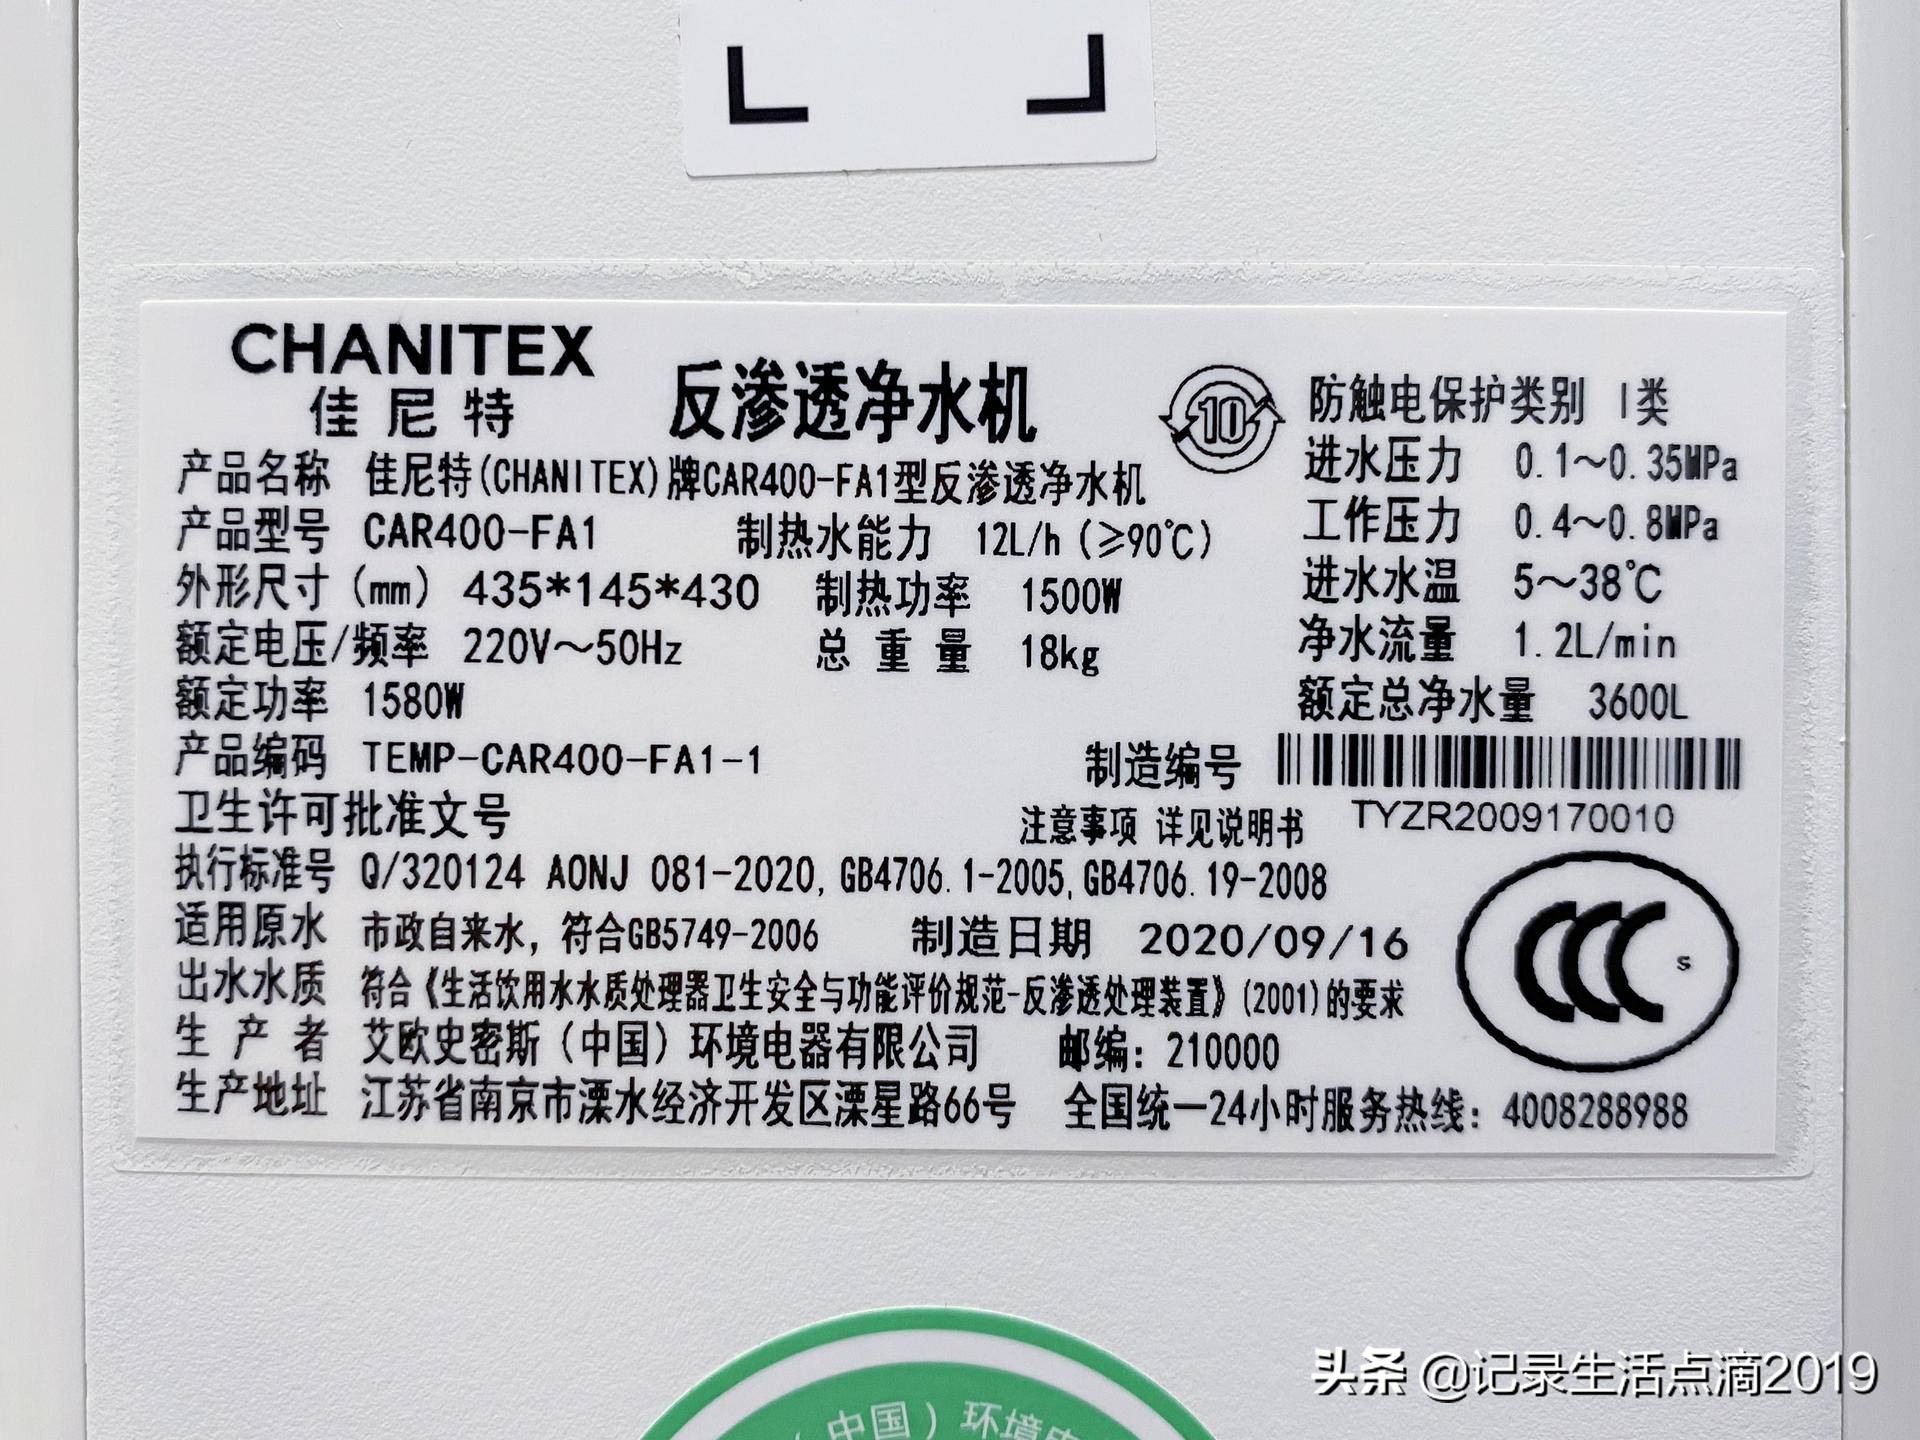 CHANITEX
佳尼特
反渗透净水机
10
防触电保护类别 I类
产品名称 佳尼特(CHANITEX)牌CAR400-FA1型反渗透净水机
进水压力 0.1～0.35MPa
产品型号 CAR400-FA1 制热水能力 12L/h (≥90℃)
工作压力 0.4～0.8MPa
外形尺寸 (mm) 435*145*430 制热功率 1500W
进水水温 5～38℃
额定电压/频率 220V～50Hz 总重量 18kg
净水流量 1.2L/min
额定功率 1580W
额定总净水量 3600L
产品编码 TEMP-CAR400-FA1-1
制造编号
TYZR2009170010
卫生许可批准文号
注意事项 详见说明书
执行标准号 Q/320124 AONJ 081-2020, GB4706.1-2005, GB4706.19-2008
适用原水 市政自来水，符合GB5749-2006 制造日期 2020/09/16
CCC S
出水水质 符合《生活饮用水水质处理器卫生安全与功能评价规范-反渗透处理装置》(2001)的要求
生产者 艾欧史密斯（中国）环境电器有限公司 邮编：210000
生产地址 江苏省南京市溧水经济开发区溧星路66号 全国统一24小时服务热线：4008288988
（中国）环境
头条 @记录生活点滴2019